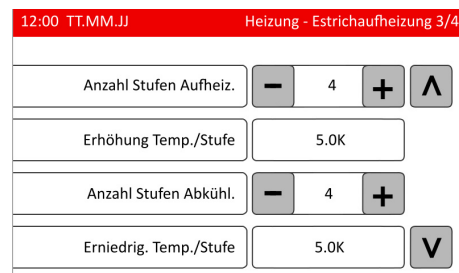 12:00 TT.MM.JJ Heizung - Estrichaufheizung 3/4
Anzahl Stufen Aufheiz. − 4 + Λ
Erhöhung Temp./Stufe 5.0K
Anzahl Stufen Abkühl. − 4 +
Erniedrig. Temp./Stufe 5.0K V